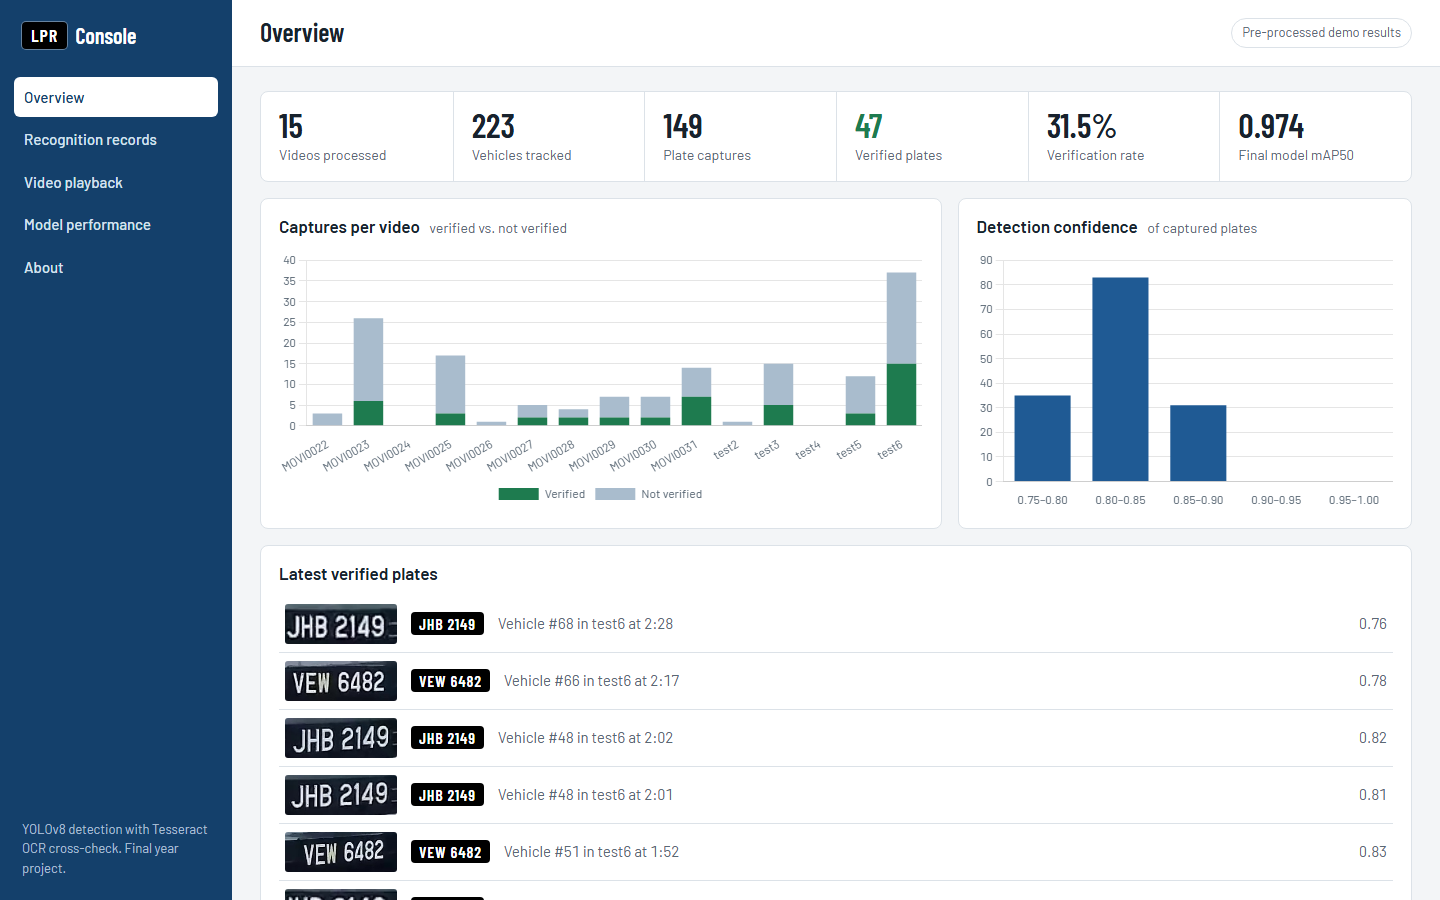 LPR Console
Overview
Recognition records
Video playback
Model performance
About
YOLOv8 detection with Tesseract
OCR cross-check. Final year
project.
Overview
Pre-processed demo results
15
Videos processed
223
Vehicles tracked
149
Plate captures
47
Verified plates
31.5%
Verification rate
0.974
Final model mAP50
Captures per video verified vs. not verified
40
35
30
25
20
15
10
5
0
MOVI0022
MOVI0023
MOVI0024
MOVI0025
MOVI0026
MOVI0027
MOVI0028
MOVI0029
MOVI0030
MOVI0031
test2
test3
test4
test5
test6
Verified
Not verified
Detection confidence of captured plates
90
80
70
60
50
40
30
20
10
0
0.75-0.80
0.80-0.85
0.85-0.90
0.90-0.95
0.95-1.00
Latest verified plates
JHB 2149 JHB 2149 Vehicle #68 in test6 at 2:28 0.76
VEW 6482 VEW 6482 Vehicle #66 in test6 at 2:17 0.78
JHB 2149 JHB 2149 Vehicle #48 in test6 at 2:02 0.82
JHB 2149 JHB 2149 Vehicle #48 in test6 at 2:01 0.81
VEW 6482 VEW 6482 Vehicle #51 in test6 at 1:52 0.83